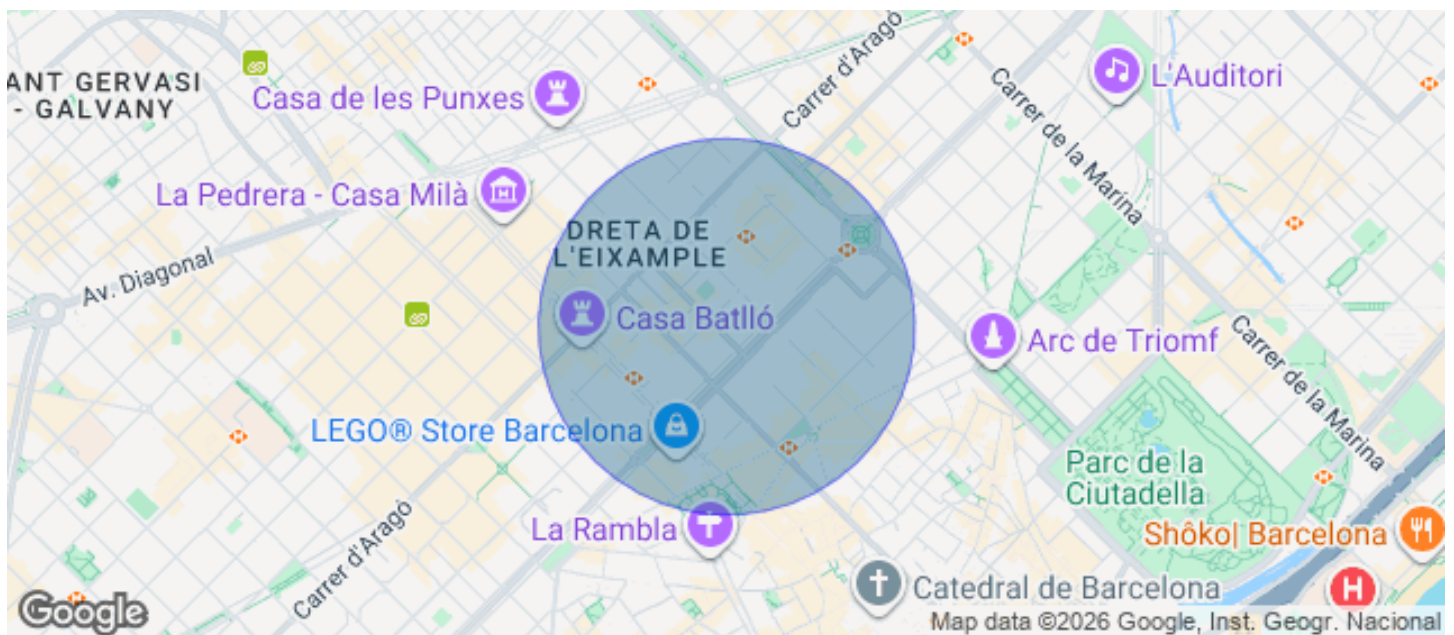 ANT GERVASI
- GALVANY
Casa de les Punxes
Carrer d'Aragó
L'Auditori
Carrer de la Marina
La Pedrera - Casa Milà
DRETA DE
L'EIXAMPLE
Av. Diagonal
Casa Batlló
Arc de Triomf
Carrer de la Marina
LEGO® Store Barcelona
Parc de la
Ciutadella
La Rambla
Shôko| Barcelona
Carrer d'Aragó
Catedral de Barcelona
H
Google
Map data ©2026 Google, Inst. Geogr. Nacional